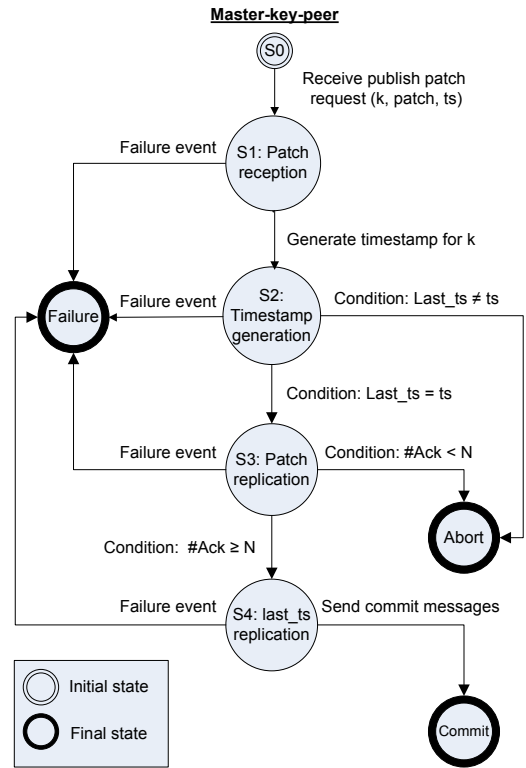 Master-key-peer
S0
Receive publish patch
request (k, patch, ts)
Failure event
S1: Patch
reception
Generate timestamp for k
Failure
Failure event
S2:
Timestamp
generation
Condition: Last_ts ≠ ts
Condition: Last_ts = ts
Failure event
S3: Patch
replication
Condition: #Ack < N
Abort
Condition: #Ack ≥ N
Failure event
S4: last_ts
replication
Send commit messages
Commit
Initial state
Final state